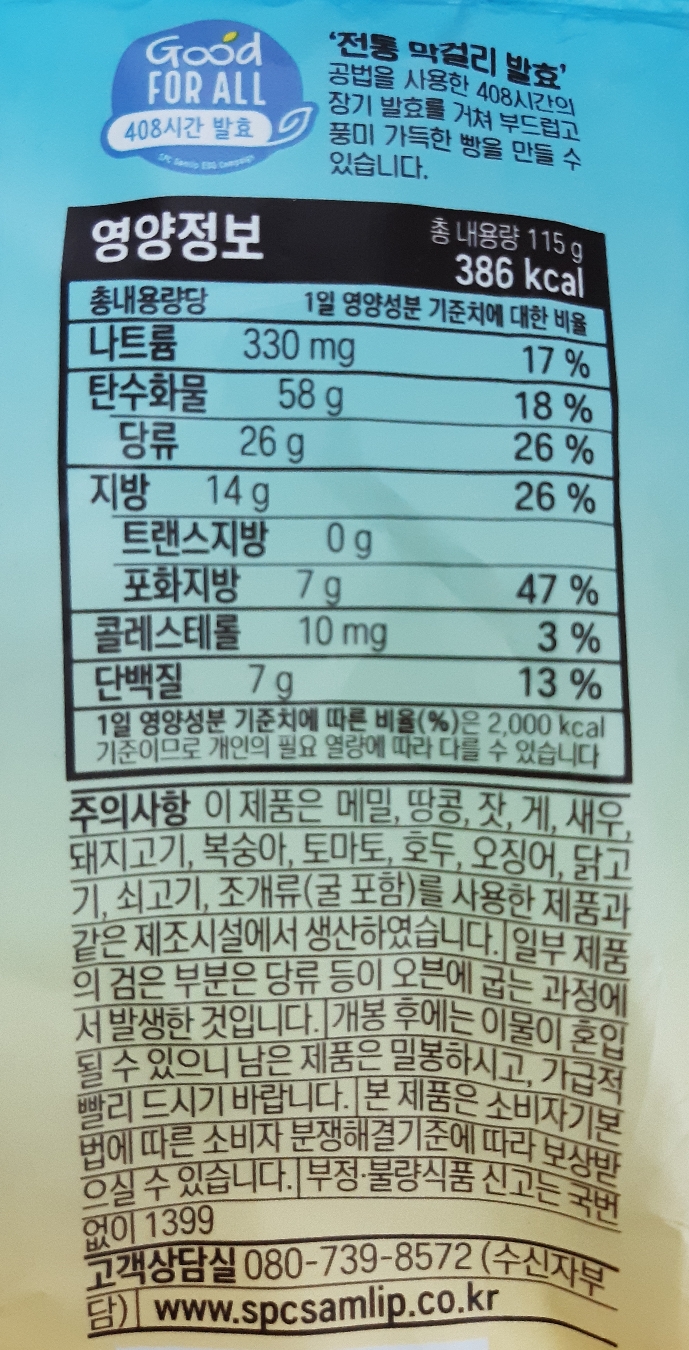 Good
FOR ALL
408시간 발효
SPC Samlip ESG Campaign
'전통 막걸리 발효'
공법을 사용한 408시간의
장기 발효를 거쳐 부드럽고
풍미 가득한 빵을 만들 수
있습니다.
영양정보
총 내용량 115 g
386 kcal
총내용량당 1일 영양성분 기준치에 대한 비율
나트륨 330 mg 17 %
탄수화물 58 g 18 %
당류 26 g 26 %
지방 14 g 26 %
트랜스지방 0 g
포화지방 7 g 47 %
콜레스테롤 10 mg 3 %
단백질 7 g 13 %
1일 영양성분 기준치에 따른 비율(%)은 2,000 kcal
기준이므로 개인의 필요 열량에 따라 다를 수 있습니다
주의사항 이 제품은 메밀, 땅콩, 잣, 게, 새우,
돼지고기, 복숭아, 토마토, 호두, 오징어, 닭고
기, 쇠고기, 조개류(굴 포함)를 사용한 제품과
같은 제조시설에서 생산하였습니다.|일부 제품
의 검은 부분은 당류 등이 오븐에 굽는 과정에
서 발생한 것입니다.|개봉 후에는 이물이 혼입
될 수 있으니 남은 제품은 밀봉하시고, 가급적
빨리 드시기 바랍니다.|본 제품은 소비자기본
법에 따른 소비자 분쟁해결기준에 따라 보상받
으실 수 있습니다.|부정·불량식품 신고는 국번
없이 1399
고객상담실 080-739-8572 (수신자부
담)| www.spcsamlip.co.kr